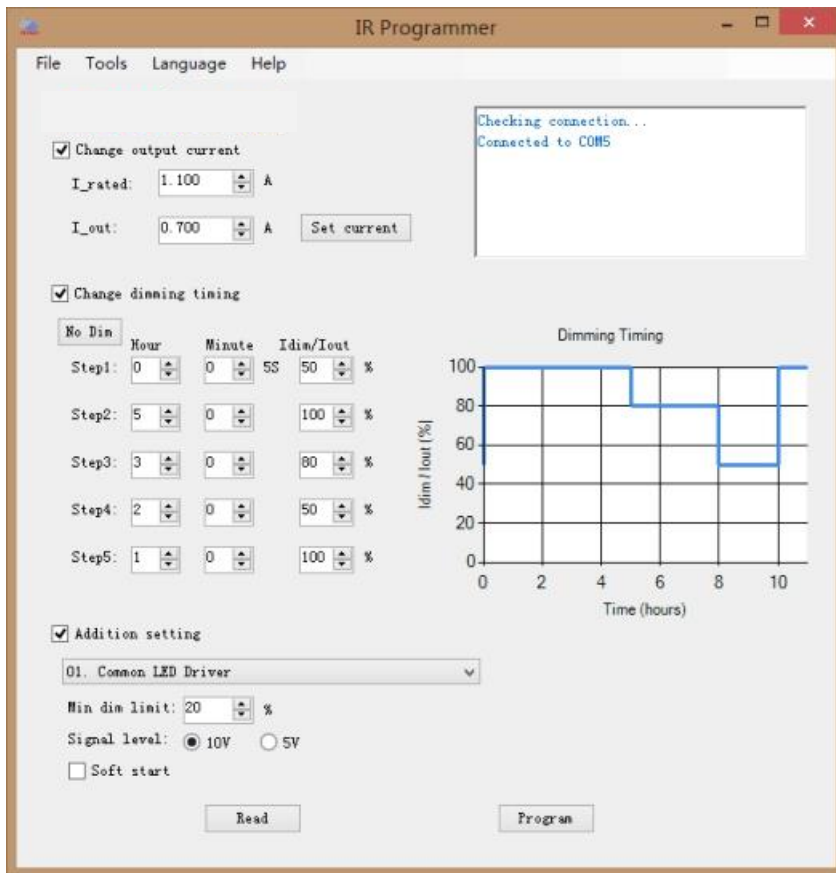 IR Programmer
File Tools Language Help
Checking connection...
Connected to COM5
Change output current
I_rated: 1.100 A
I_out: 0.700 A Set current
Change dimming timing
No Dim
Hour Minute Idim/Iout
Step1: 0 0 5S 50 %
Step2: 5 0 100 %
Step3: 3 0 80 %
Step4: 2 0 50 %
Step5: 1 0 100 %
Dimming Timing
Idim / Iout (%)
100
80
60
40
20
0
0 2 4 6 8 10
Time (hours)
Addition setting
01. Common LED Driver
Min dim limit: 20 %
Signal level: 10V 5V
Soft start
Read Program